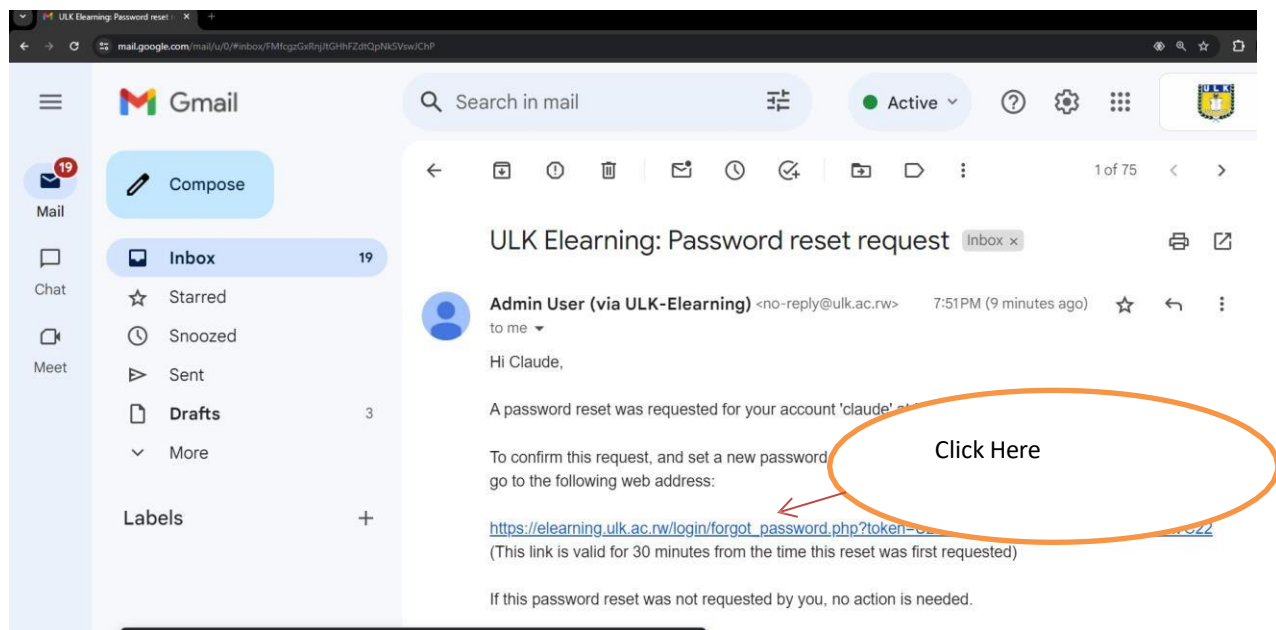 ULK Elearning: Password reset r
mail.google.com/mail/u/0/#inbox/FMfcgzGxRnjJtGHhFZdtQpNkSVswJChP
Gmail
Search in mail
Active
ULK
19
Mail
Compose
1 of 75
Inbox 19
Chat
Starred
Snoozed
Meet
Sent
Drafts 3
More
Labels
ULK Elearning: Password reset request Inbox ×
Admin User (via ULK-Elearning) <no-reply@ulk.ac.rw> 7:51 PM (9 minutes ago)
to me
Hi Claude,
A password reset was requested for your account 'claude'
To confirm this request, and set a new password
go to the following web address:
https://elearning.ulk.ac.rw/login/forgot_password.php?token=
(This link is valid for 30 minutes from the time this reset was first requested)
If this password reset was not requested by you, no action is needed.
Click Here